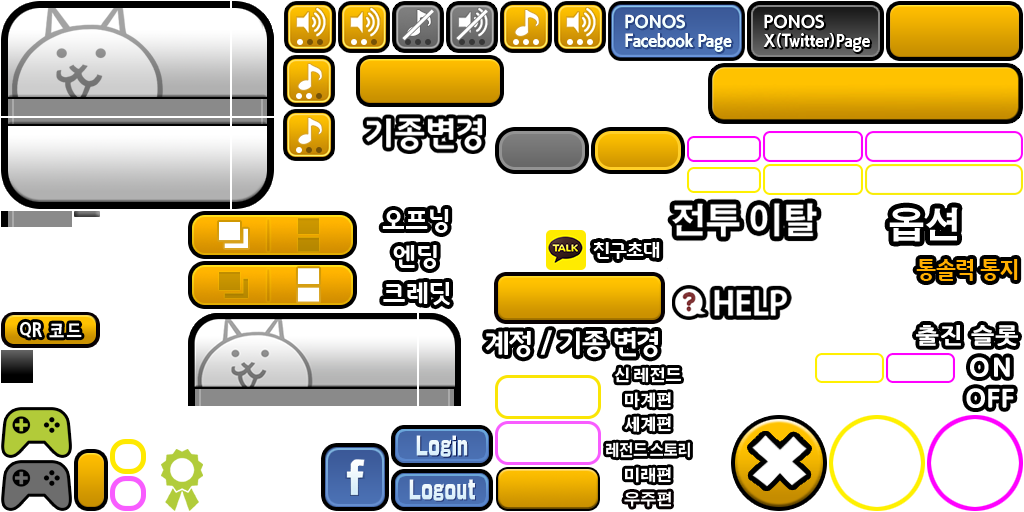 PONOS
Facebook Page
PONOS
X(Twitter)Page
기종변경
전투 이탈
옵션
오프닝
엔딩
크레딧
TALK
친구초대
통솔력 통지
HELP
QR 코드
계정 / 기종 변경
출진 슬롯
ON
OFF
신 레전드
마계편
세계편
레전드 스토리
미래편
우주편
Login
Logout